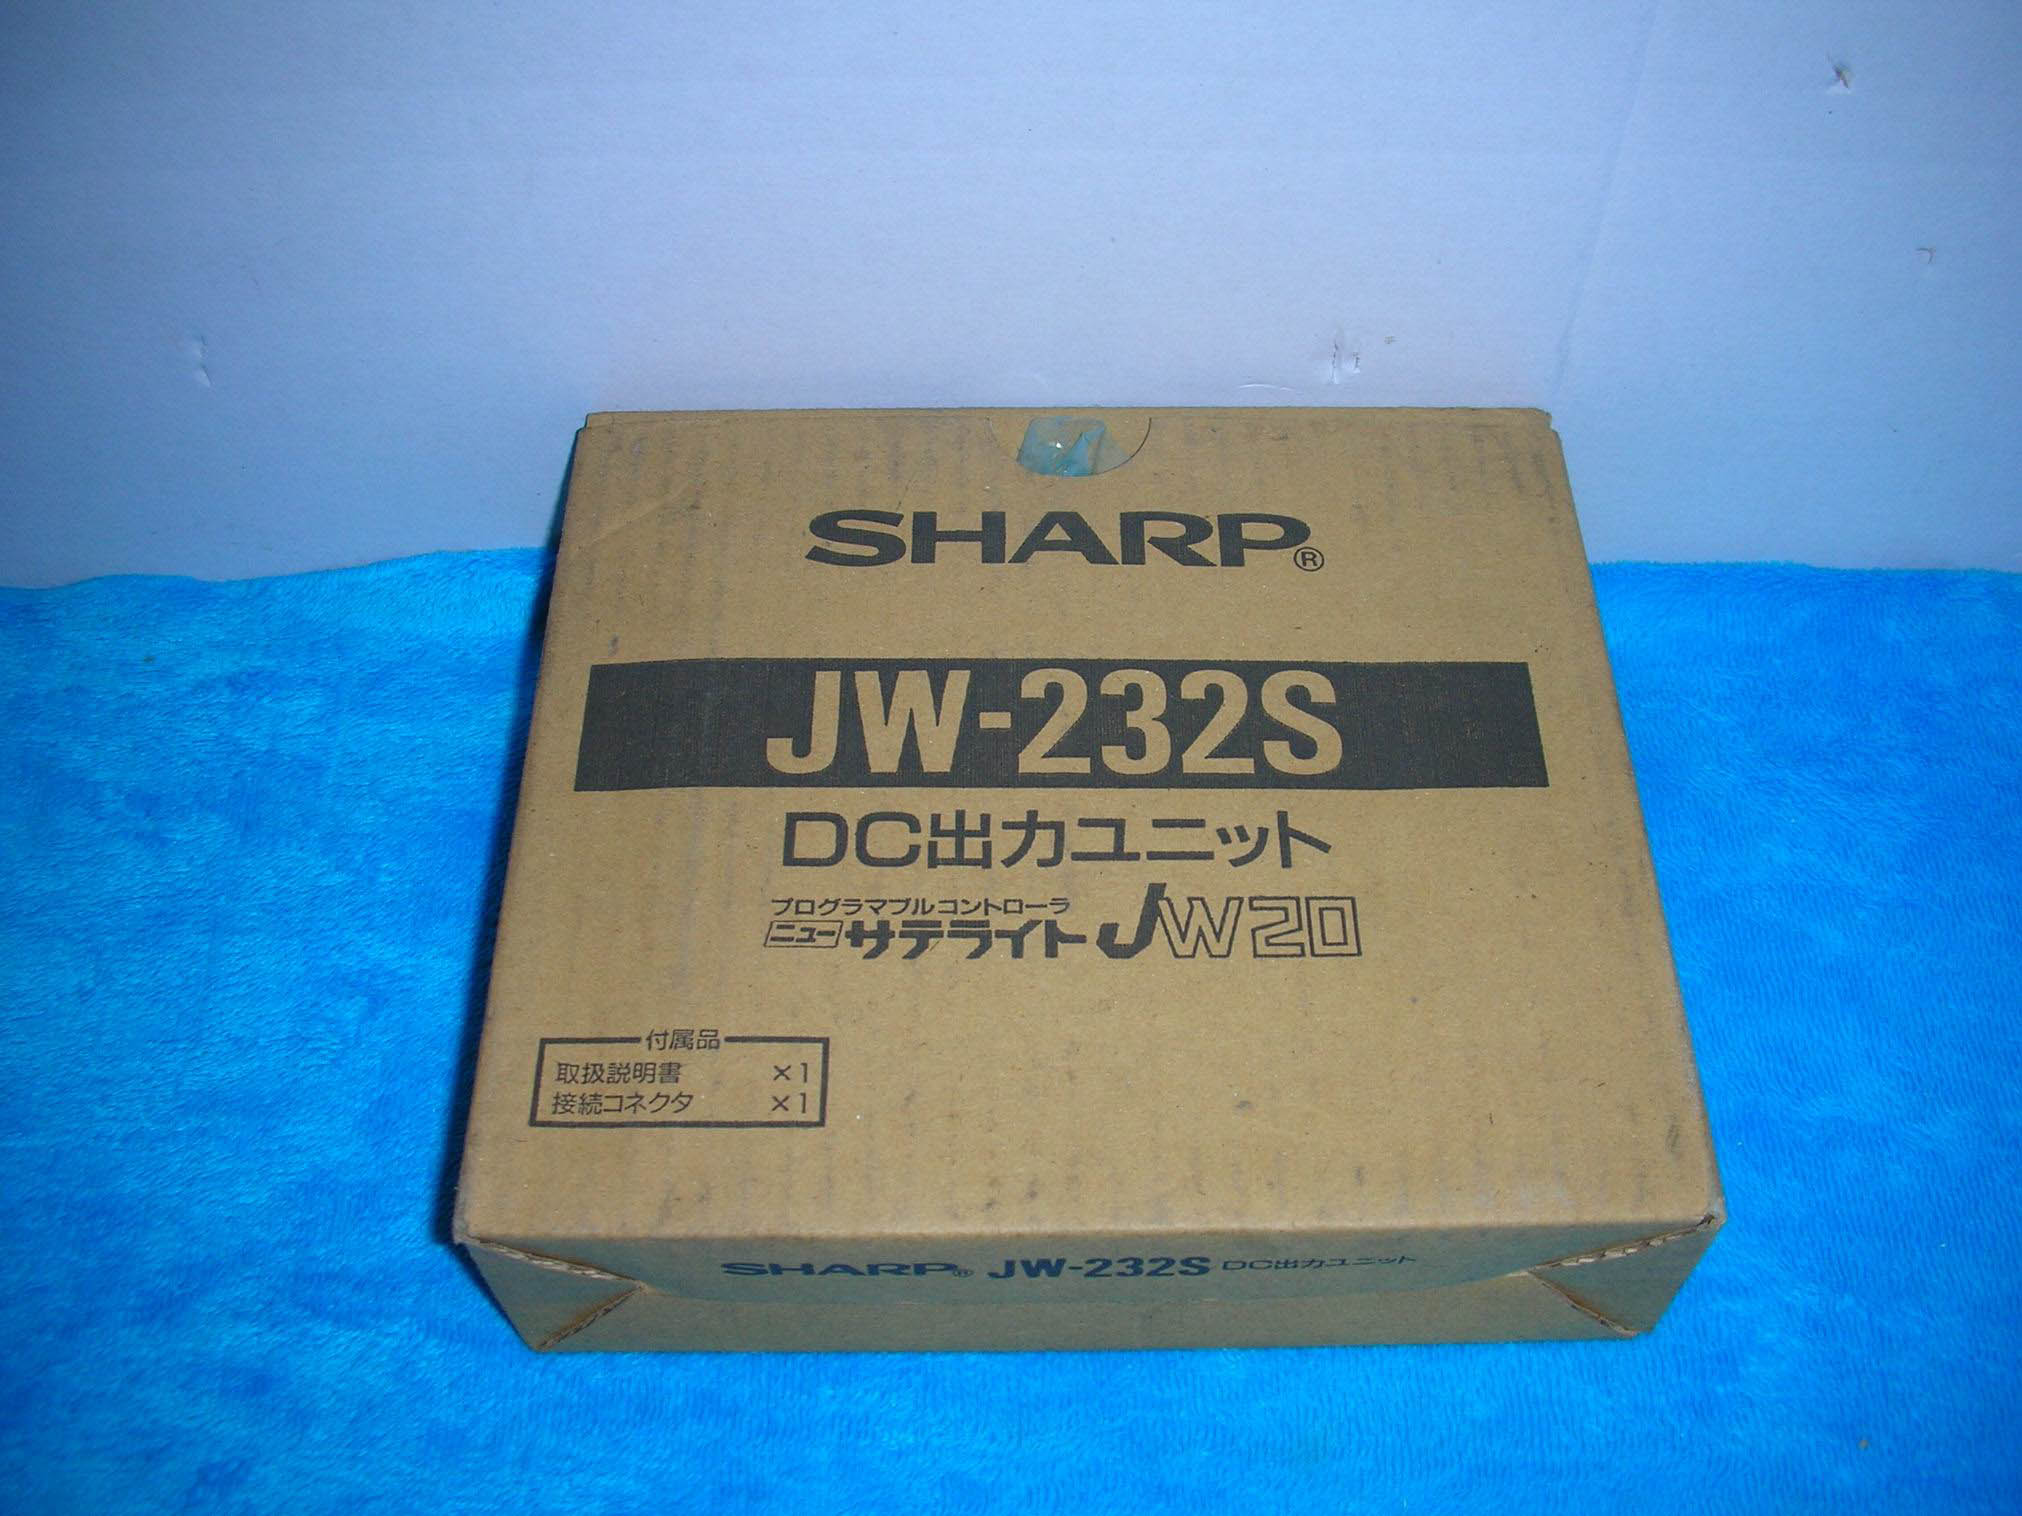 SHARP®
JW-232S
DC出力ユニット
プログラマブルコントローラ
ニューサテライト JW20
付属品
取扱説明書 ×1
接続コネクタ ×1
SHARP® JW-232S DC出力ユニット